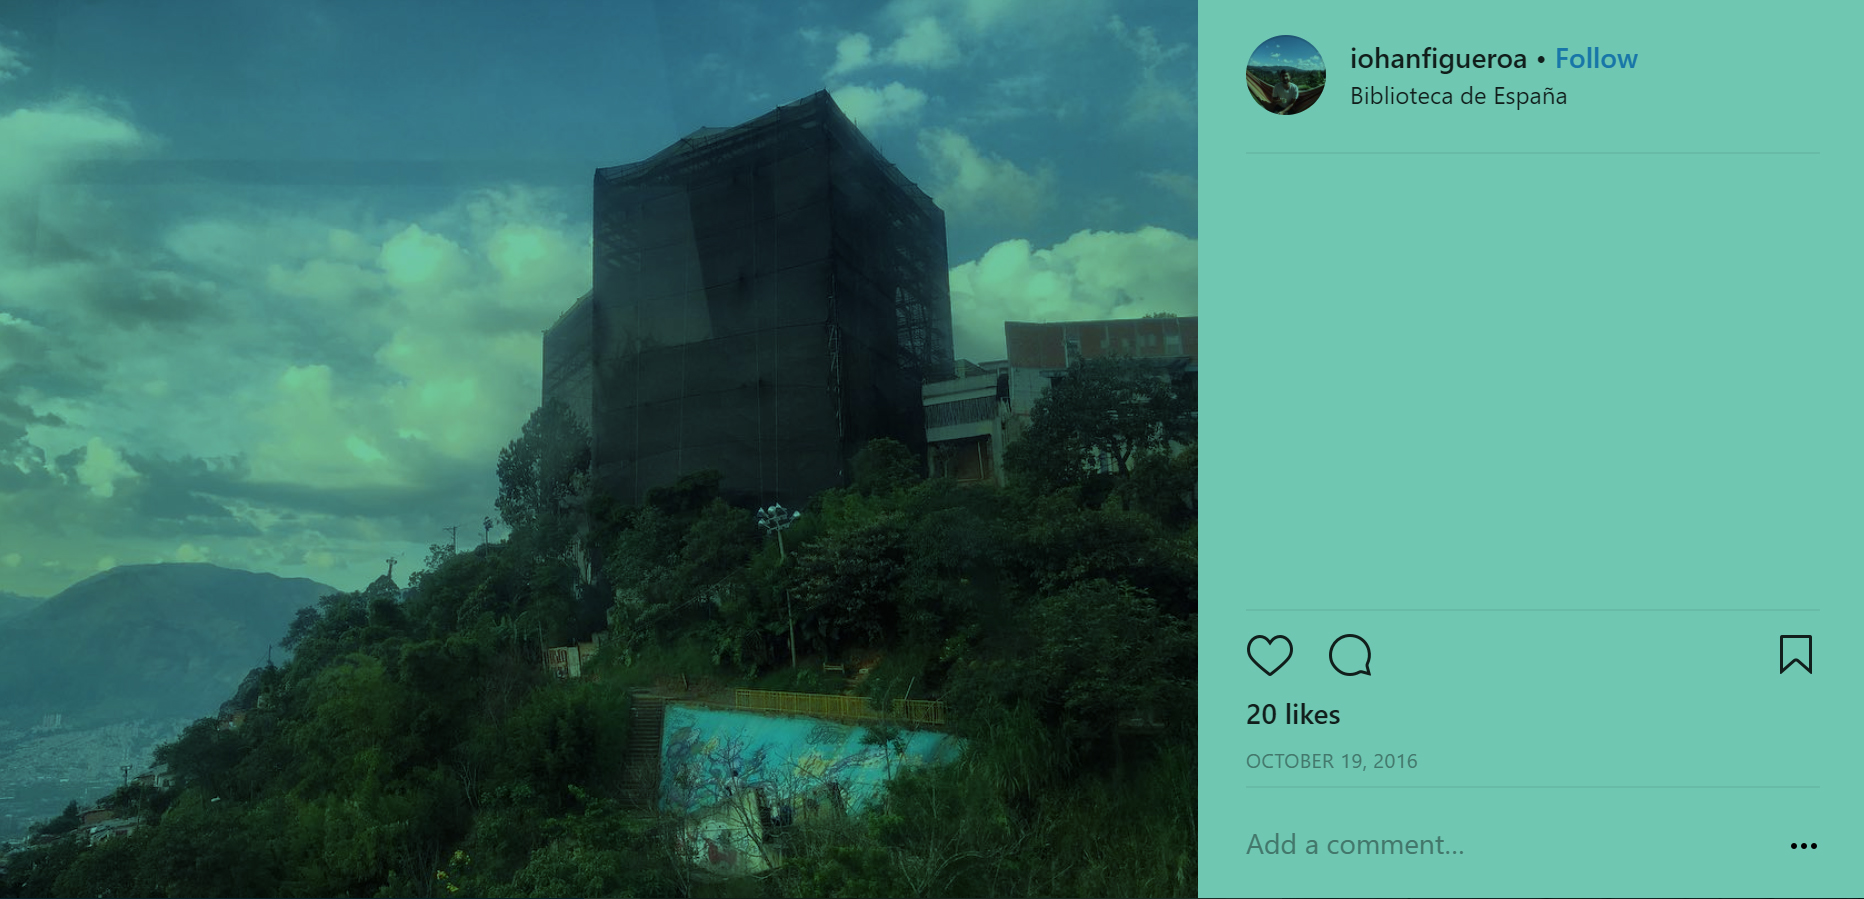 iohanfigueroa • Follow
Biblioteca de España
20 likes
OCTOBER 19, 2016
Add a comment...